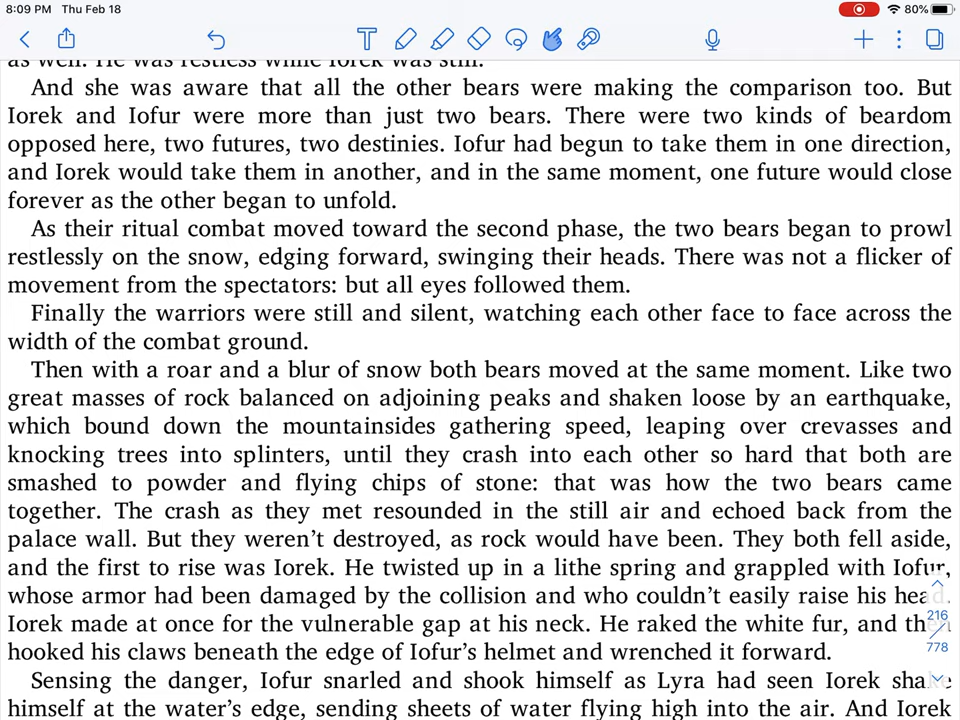 8:09 PM Thu Feb 18
80%
as well. He was restless while Iorek was still.
And she was aware that all the other bears were making the comparison too. But
Iorek and Iofur were more than just two bears. There were two kinds of beardom
opposed here, two futures, two destinies. Iofur had begun to take them in one direction,
and Iorek would take them in another, and in the same moment, one future would close
forever as the other began to unfold.
As their ritual combat moved toward the second phase, the two bears began to prowl
restlessly on the snow, edging forward, swinging their heads. There was not a flicker of
movement from the spectators: but all eyes followed them.
Finally the warriors were still and silent, watching each other face to face across the
width of the combat ground.
Then with a roar and a blur of snow both bears moved at the same moment. Like two
great masses of rock balanced on adjoining peaks and shaken loose by an earthquake,
which bound down the mountainsides gathering speed, leaping over crevasses and
knocking trees into splinters, until they crash into each other so hard that both are
smashed to powder and flying chips of stone: that was how the two bears came
together. The crash as they met resounded in the still air and echoed back from the
palace wall. But they weren’t destroyed, as rock would have been. They both fell aside,
and the first to rise was Iorek. He twisted up in a lithe spring and grappled with Iofur,
whose armor had been damaged by the collision and who couldn’t easily raise his head.
Iorek made at once for the vulnerable gap at his neck. He raked the white fur, and then
hooked his claws beneath the edge of Iofur’s helmet and wrenched it forward.
Sensing the danger, Iofur snarled and shook himself as Lyra had seen Iorek shake
himself at the water’s edge, sending sheets of water flying high into the air. And Iorek
216
778